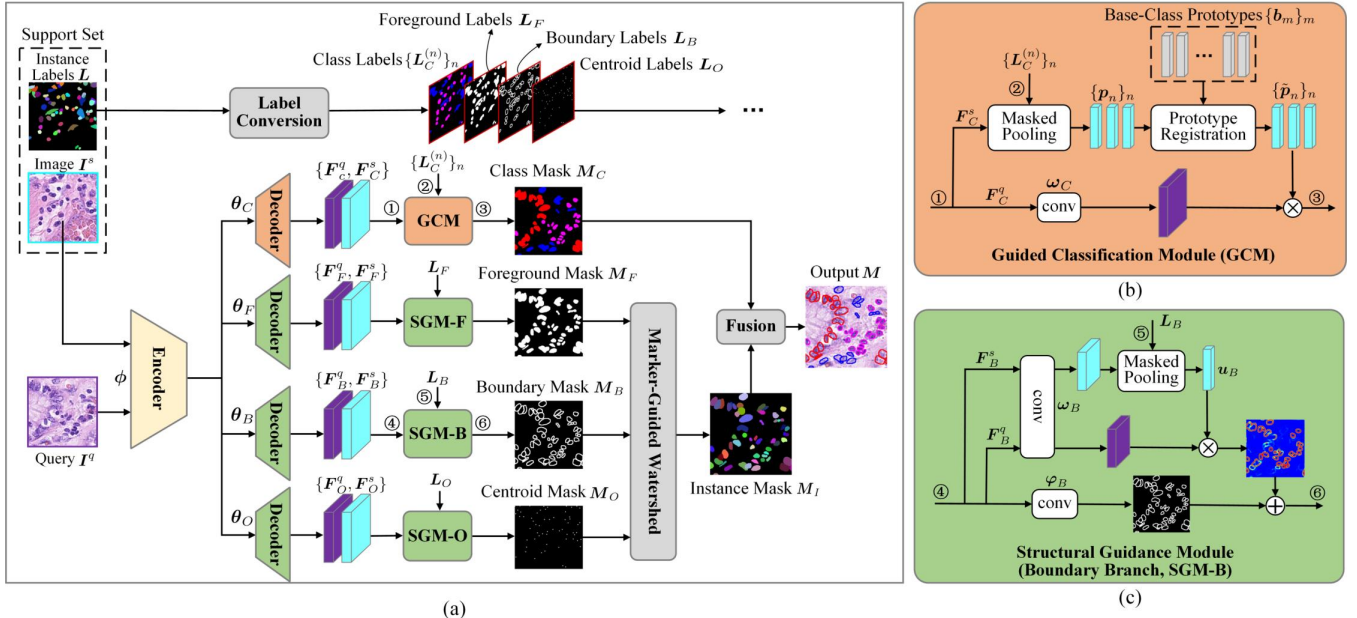 Support Set
Instance
Labels L
Image I^s
Query I^q
Label
Conversion
Foreground Labels L_F
Boundary Labels L_B
Class Labels {L_C^(n)}_n
Centroid Labels L_O
...
ϕ
Encoder
θ_C
Decoder
{F_c^q, F_C^s}
①
{L_C^(n)}_n
②
GCM
③
Class Mask M_C
θ_F
Decoder
{F_F^q, F_F^s}
L_F
SGM-F
Foreground Mask M_F
θ_B
Decoder
{F_B^q, F_B^s}
④
L_B
⑤
SGM-B
⑥
Boundary Mask M_B
θ_O
Decoder
{F_O^q, F_O^s}
L_O
SGM-O
Centroid Mask M_O
Marker-Guided Watershed
Instance Mask M_I
Fusion
Output M
(a)
Base-Class Prototypes {b_m}_m
...
{L_C^(n)}_n
②
F_C^s
Masked
Pooling
{p_n}_n
Prototype
Registration
{p̃_n}_n
①
F_C^q
ω_C
conv
⊗
③
Guided Classification Module (GCM)
(b)
L_B
⑤
F_B^s
conv
ω_B
Masked
Pooling
u_B
F_B^q
⊗
④
φ_B
conv
⊕
⑥
Structural Guidance Module
(Boundary Branch, SGM-B)
(c)